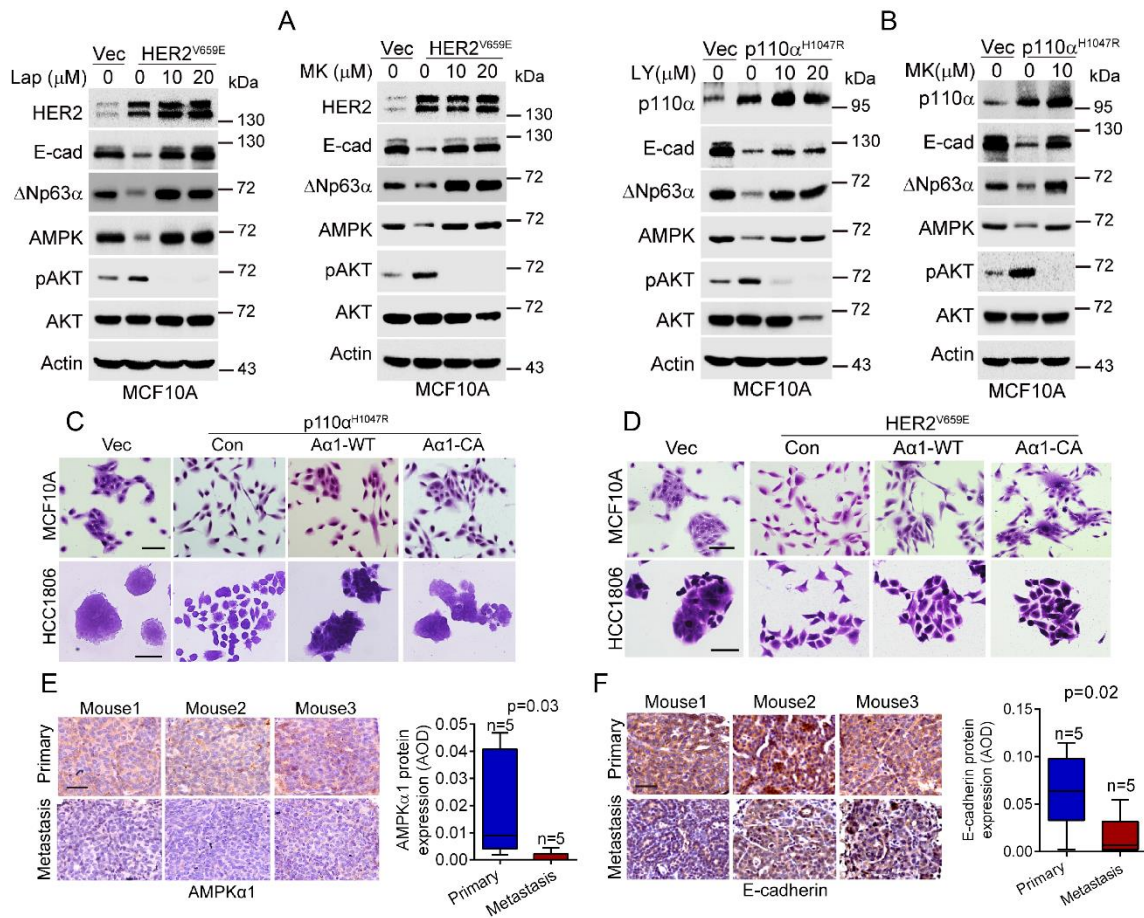 A
Vec HER2V659E
Lap (μM) 0 0 10 20 kDa
HER2
130
E-cad
130
ΔNp63α
72
AMPK
72
pAKT
72
AKT
72
Actin
43
MCF10A
Vec HER2V659E
MK (μM) 0 0 10 20 kDa
HER2
130
E-cad
130
ΔNp63α
72
AMPK
72
pAKT
72
AKT
72
Actin
43
MCF10A
B
Vec p110αH1047R
LY(μM) 0 0 10 20 kDa
p110α
95
E-cad
130
ΔNp63α
72
AMPK
72
pAKT
72
AKT
72
Actin
43
MCF10A
Vec p110αH1047R
MK(μM) 0 0 10 kDa
p110α
95
E-cad
130
ΔNp63α
72
AMPK
72
pAKT
72
AKT
72
Actin
43
MCF10A
C
p110αH1047R
Vec Con Aα1-WT Aα1-CA
MCF10A
HCC1806
D
HER2V659E
Vec Con Aα1-WT Aα1-CA
MCF10A
HCC1806
E
Mouse1 Mouse2 Mouse3
Primary
Metastasis
AMPKα1
p=0.03
AMPKα1 protein
expression (AOD)
0.05
0.04
0.03
0.02
0.01
0.00
n=5
n=5
Primary
Metastasis
F
Mouse1 Mouse2 Mouse3
Primary
Metastasis
E-cadherin
p=0.02
E-cadherin protein
expression (AOD)
0.15
0.10
0.05
0.00
n=5
n=5
Primary
Metastasis